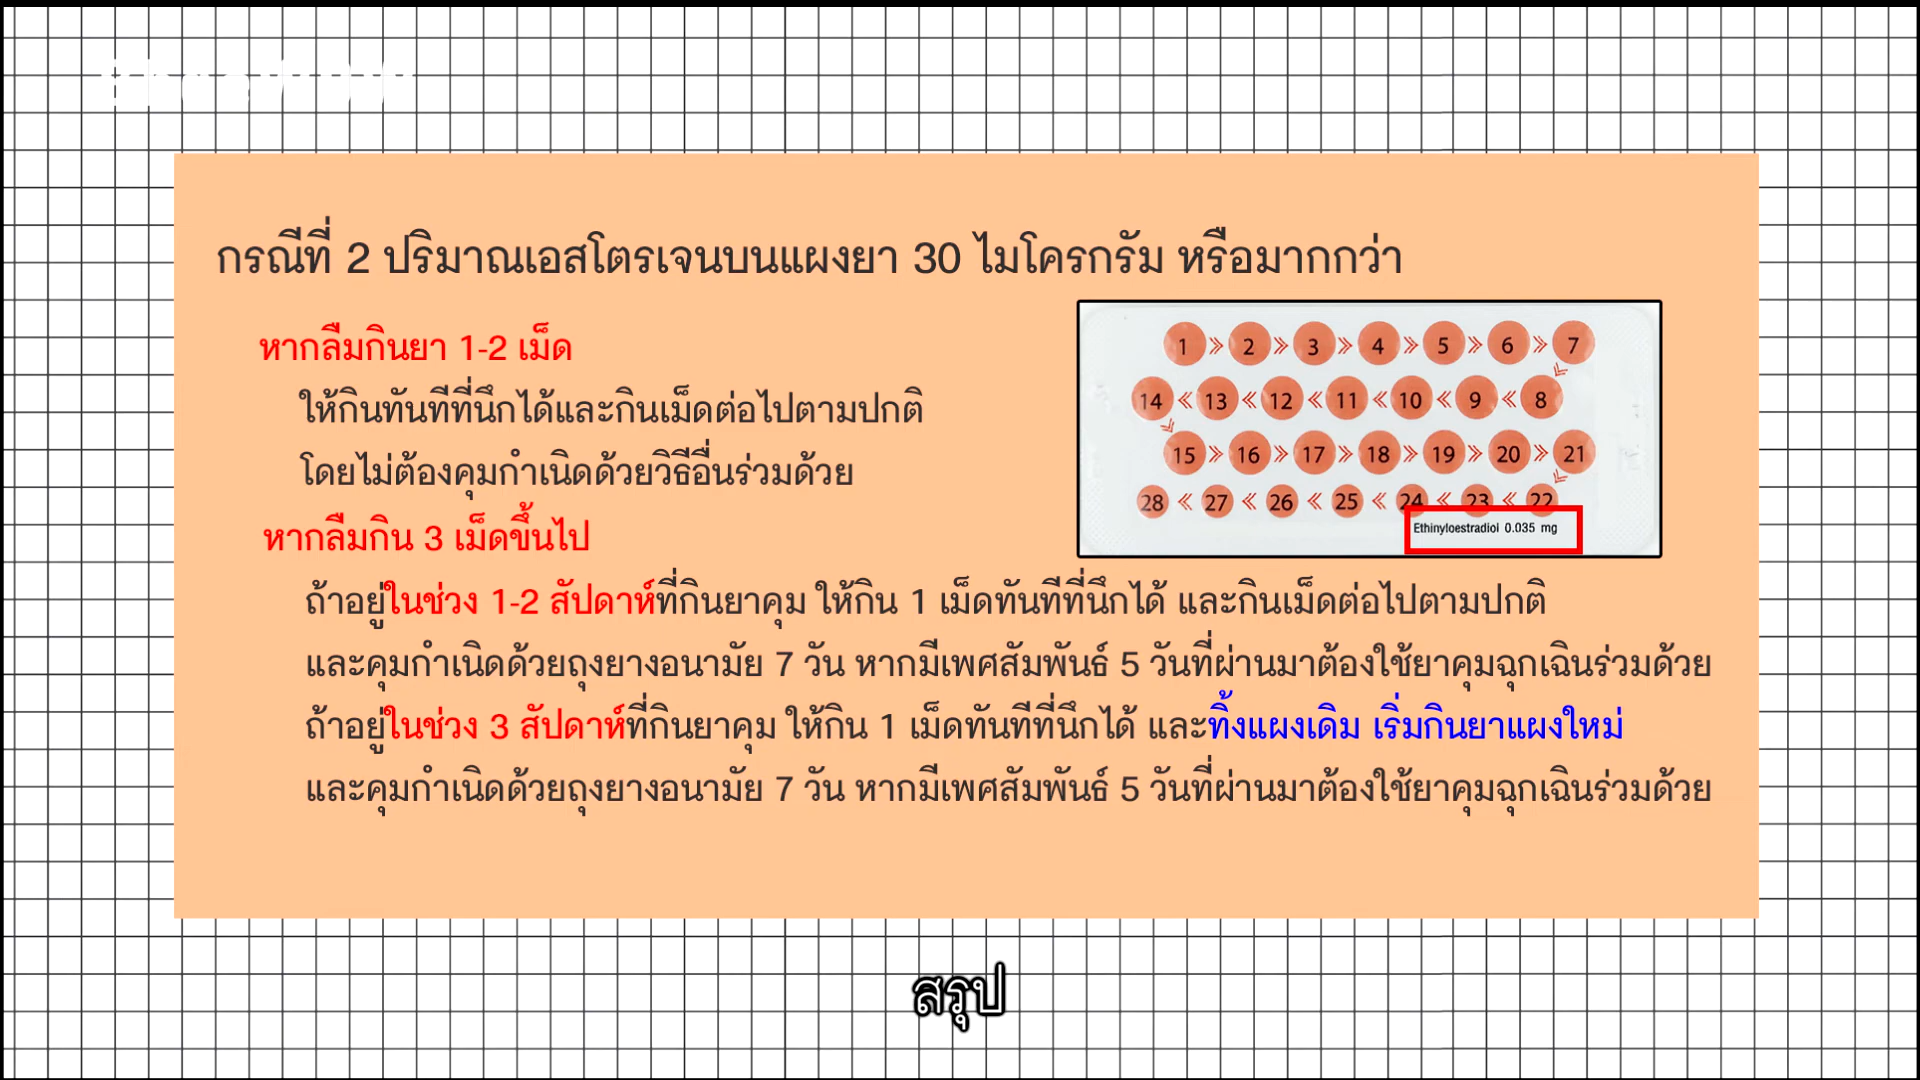 กรณีที่ 2 ปริมาณเอสโตรเจนบนแผงยา 30 ไมโครกรัม หรือมากกว่า
หากลืมกินยา 1-2 เม็ด
ให้กินทันทีที่นึกได้และกินเม็ดต่อไปตามปกติ
โดยไม่ต้องคุมกำเนิดด้วยวิธีอื่นร่วมด้วย
1 » 2 » 3 » 4 » 5 » 6 » 7
14 « 13 « 12 « 11 « 10 « 9 « 8
15 » 16 » 17 » 18 » 19 » 20 » 21
28 « 27 « 26 « 25 « 24 « 23 « 22
Ethinyloestradiol 0.035 mg
หากลืมกิน 3 เม็ดขึ้นไป
ถ้าอยู่ในช่วง 1-2 สัปดาห์ที่กินยาคุม ให้กิน 1 เม็ดทันทีที่นึกได้ และกินเม็ดต่อไปตามปกติ
และคุมกำเนิดด้วยถุงยางอนามัย 7 วัน หากมีเพศสัมพันธ์ 5 วันที่ผ่านมาต้องใช้ยาคุมฉุกเฉินร่วมด้วย
ถ้าอยู่ในช่วง 3 สัปดาห์ที่กินยาคุม ให้กิน 1 เม็ดทันทีที่นึกได้ และทิ้งแผงเดิม เริ่มกินยาแผงใหม่
และคุมกำเนิดด้วยถุงยางอนามัย 7 วัน หากมีเพศสัมพันธ์ 5 วันที่ผ่านมาต้องใช้ยาคุมฉุกเฉินร่วมด้วย
สรุป